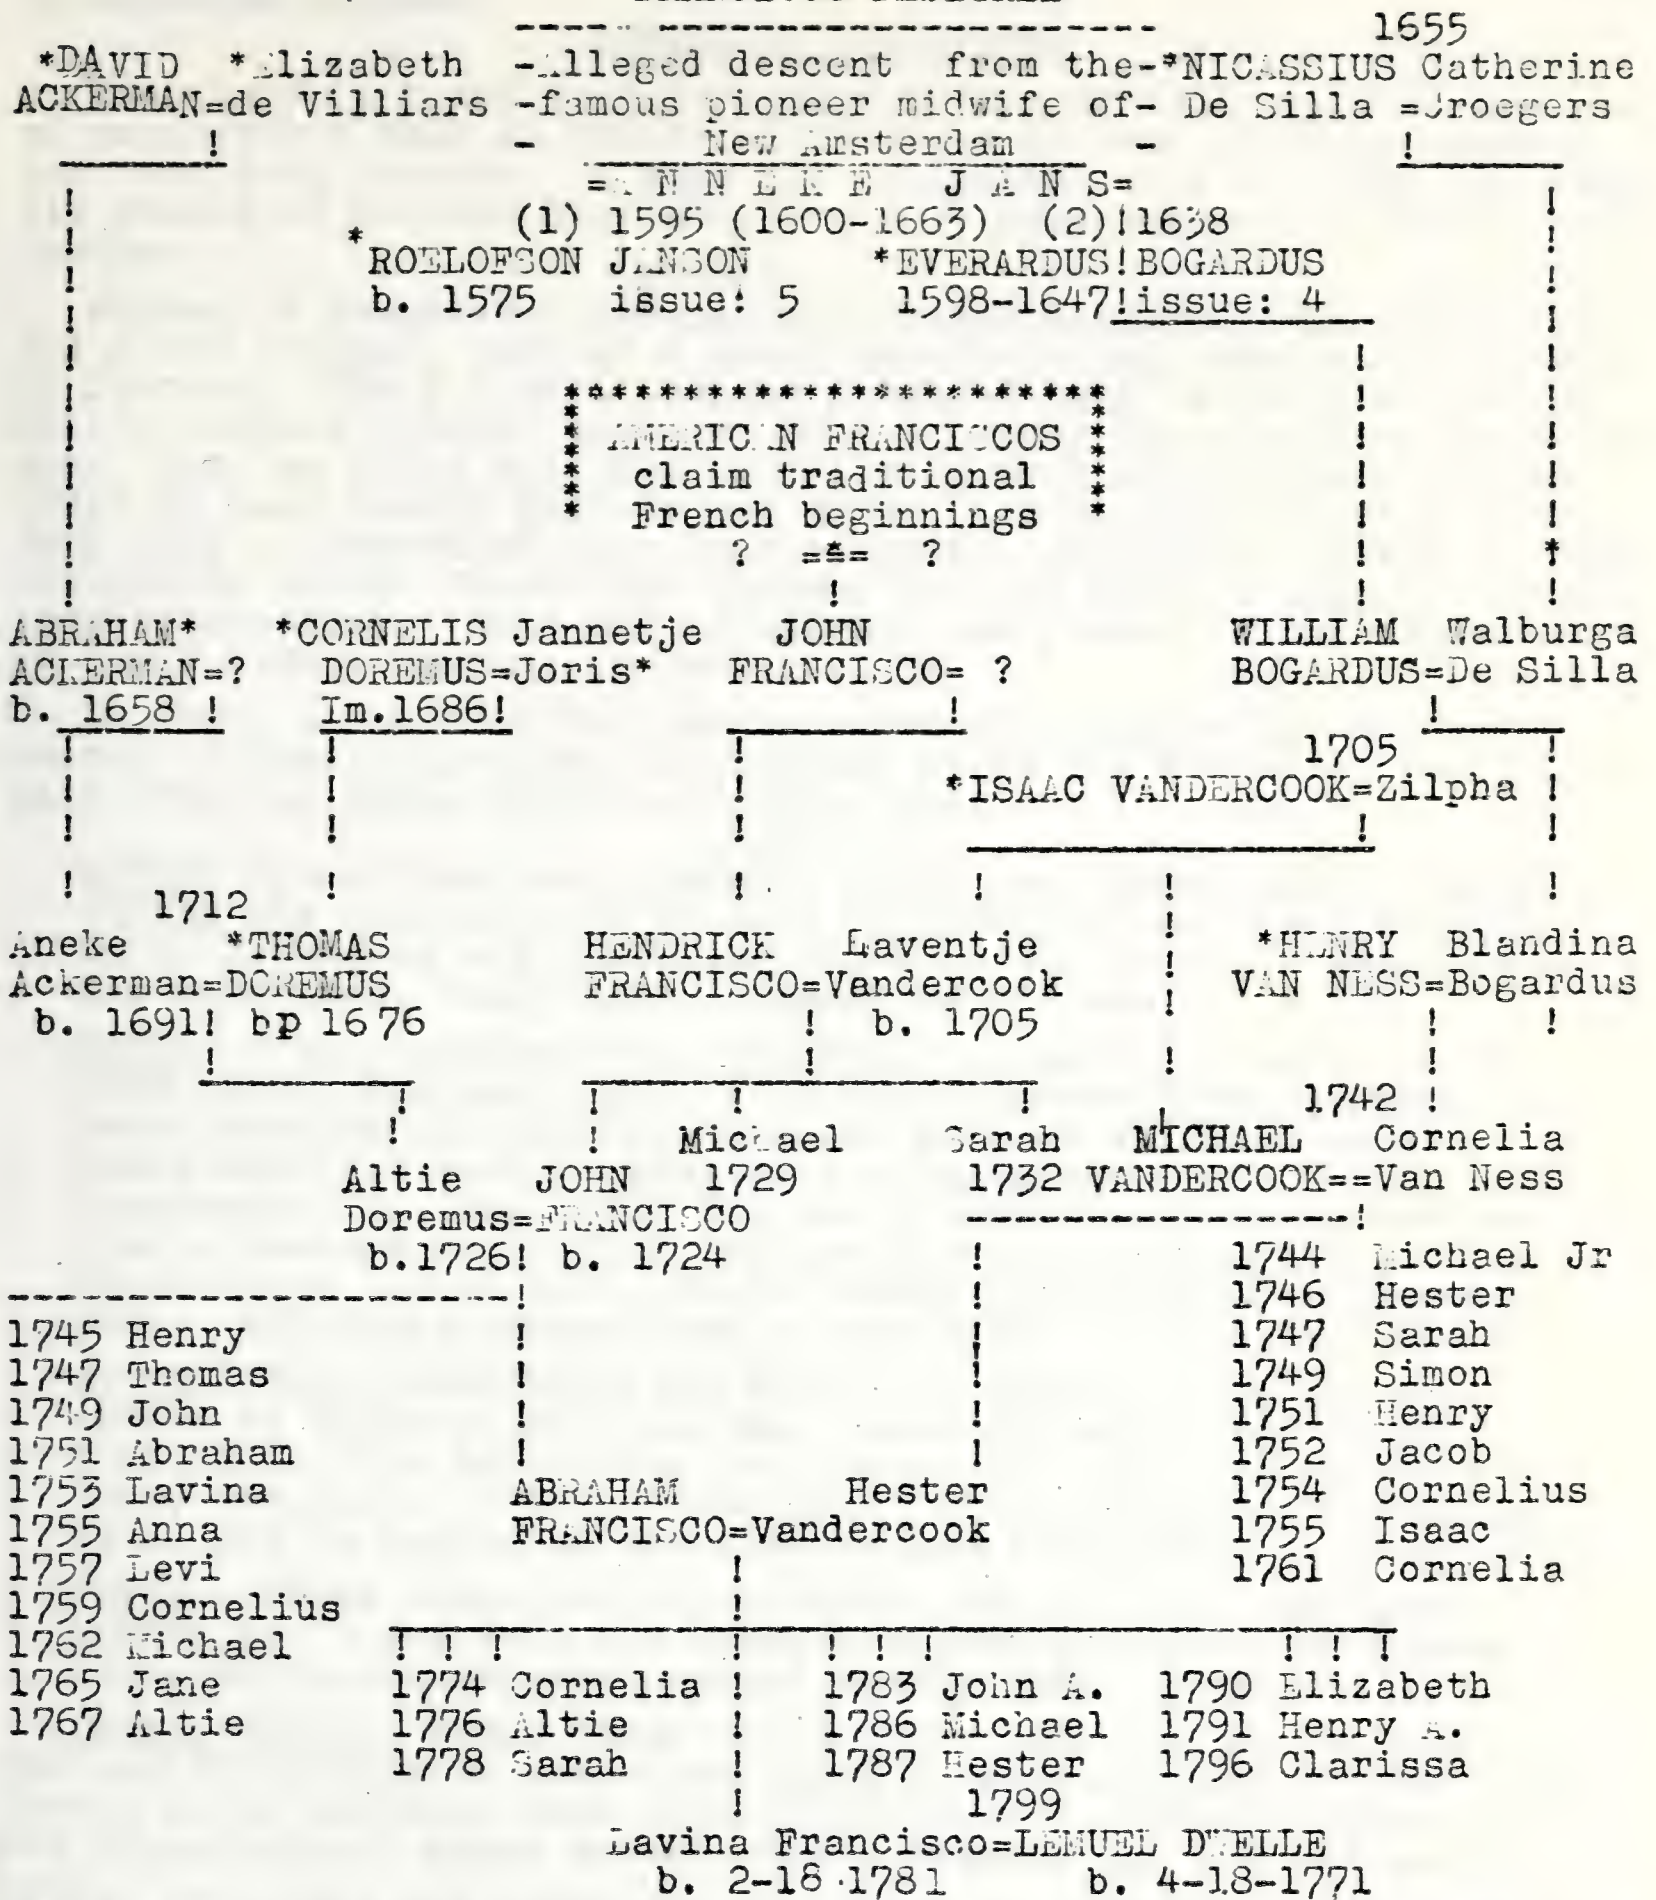 1655
*DAVID *Elizabeth -Alleged descent from the-*NICASSIUS Catherine
ACKERMAN=de Villiars -famous pioneer midwife of- De Silla =Croegers
! - New Amsterdam - !
=A N N E K E J A N S=
(1) 1595 (1600-1663) (2)!1638
*ROELOFSON JANSON *EVERARDUS!BOGARDUS
b. 1575 issue: 5 1598-1647!issue: 4
AMERICAN FRANCISCOS
claim traditional
French beginnings
? =*= ?
ABRAHAM* *CORNELIS Jannetje JOHN WILLIAM Walburga
ACKERMAN=? DOREMUS=Joris* FRANCISCO= ? BOGARDUS=De Silla
b. 1658 ! Im.1686! ! !
1705
*ISAAC VANDERCOOK=Zilpha
1712
Aneke *THOMAS HENDRICK Laventje *HENRY Blandina
Ackerman=DOREMUS FRANCISCO=Vandercook VAN NESS=Bogardus
b. 1691! bp 1676 ! b. 1705 ! !
1742 !
! Michael Sarah MICHAEL Cornelia
Altie JOHN 1729 1732 VANDERCOOK==Van Ness
Doremus=FRANCISCO
b.1726! b. 1724 ! 1744 Michael Jr
1746 Hester
1745 Henry ! ! 1747 Sarah
1747 Thomas ! ! 1749 Simon
1749 John ! ! 1751 Henry
1751 Abraham ! ! 1752 Jacob
1753 Lavina ABRAHAM Hester 1754 Cornelius
1755 Anna FRANCISCO=Vandercook 1755 Isaac
1757 Levi ! 1761 Cornelia
1759 Cornelius !
1762 Michael ! ! ! ! ! ! ! ! ! !
1765 Jane 1774 Cornelia ! 1783 John A. 1790 Elizabeth
1767 Altie 1776 Altie ! 1786 Michael 1791 Henry A.
1778 Sarah ! 1787 Hester 1796 Clarissa
! 1799
Lavina Francisco=LEMUEL DWELLE
b. 2-18-1781 b. 4-18-1771